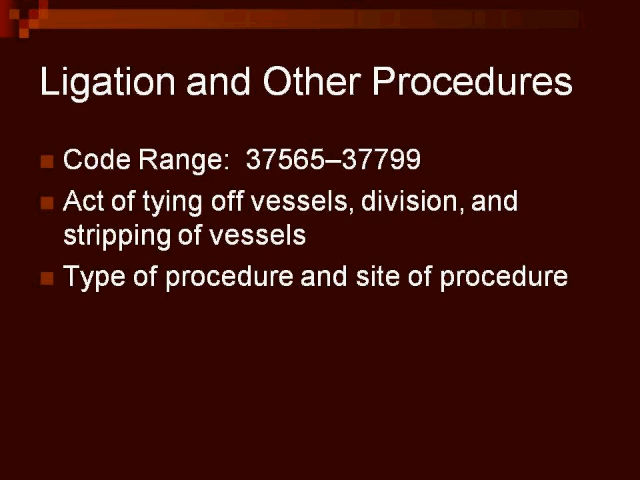 Ligation and Other Procedures
Code Range:  37565–37799
Act of tying off vessels, division, and
stripping of vessels
Type of procedure and site of procedure